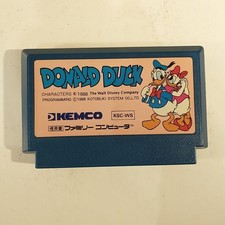 DONALD DUCK
CHARACTERS © 1988 The Walt Disney Company
PROGRAMMING © 1988 KOTOBUKI SYSTEM CO.,LTD.
KEMCO
KSC-WS
ファミリー コンピュータ